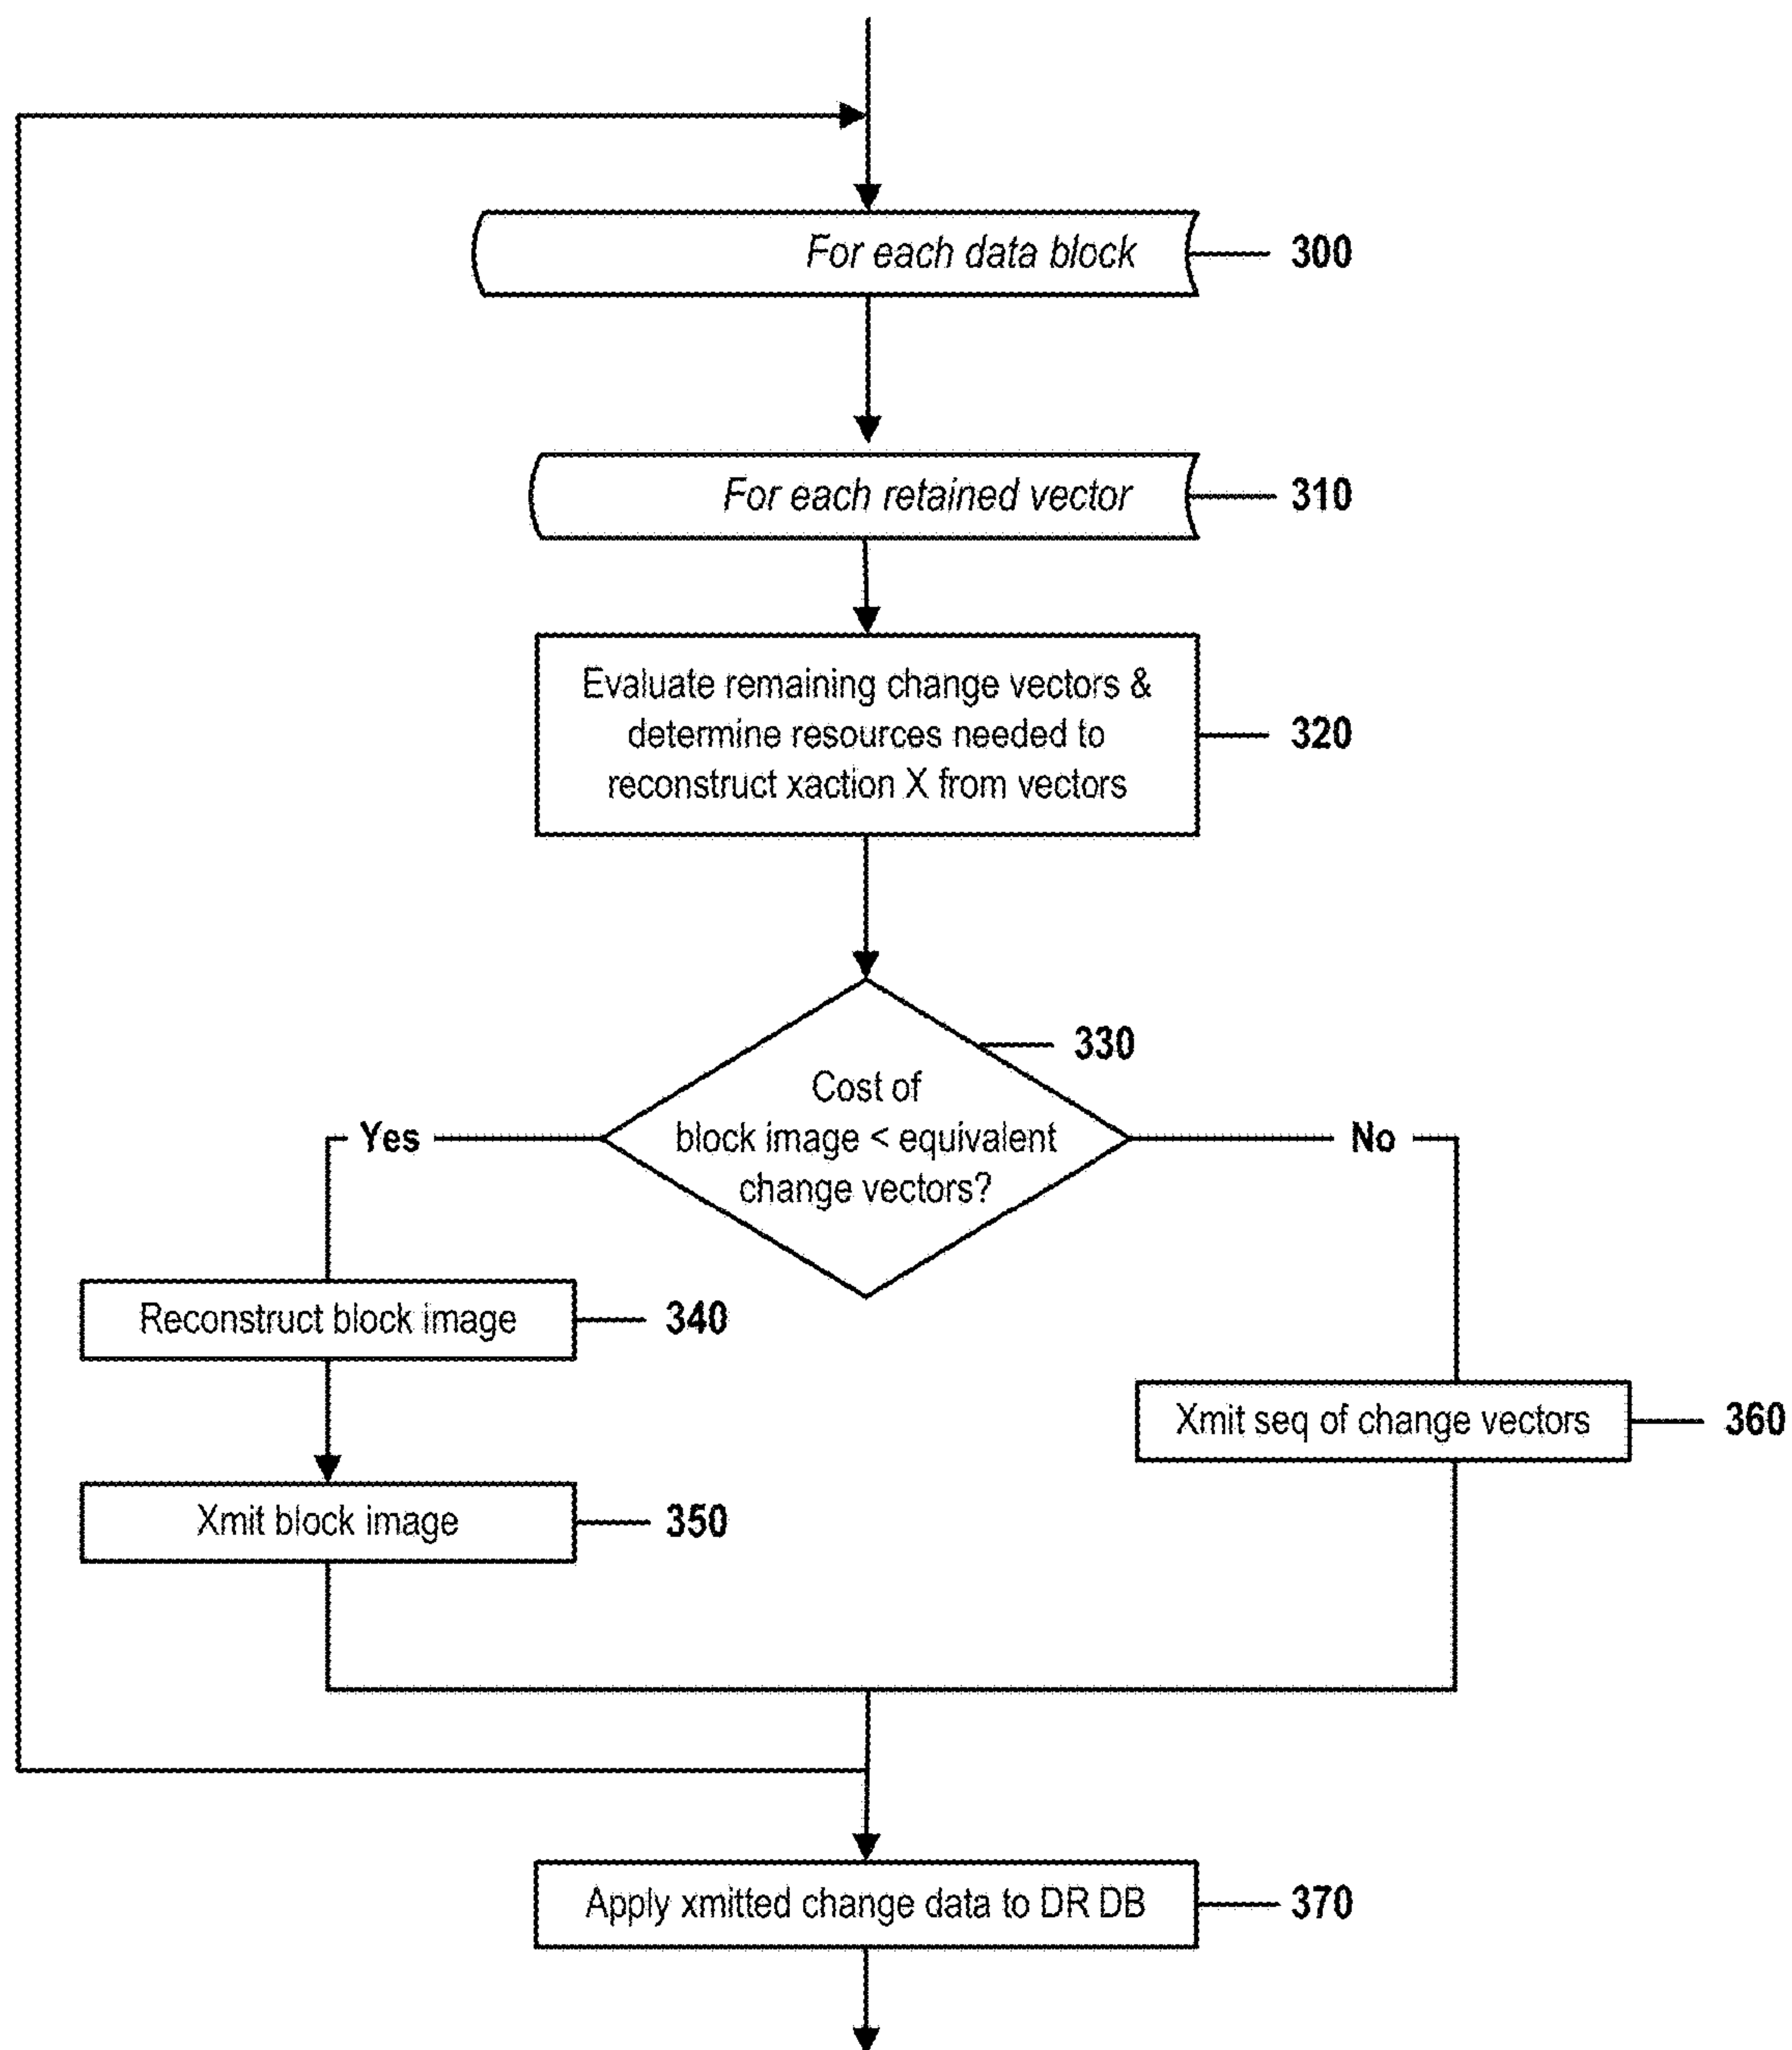 For each data block
300
For each retained vector
310
Evaluate remaining change vectors &
determine resources needed to
reconstruct xaction X from vectors
320
330
Cost of
block image < equivalent
change vectors?
Yes
No
Reconstruct block image
340
Xmit seq of change vectors
360
Xmit block image
350
Apply xmitted change data to DR DB
370